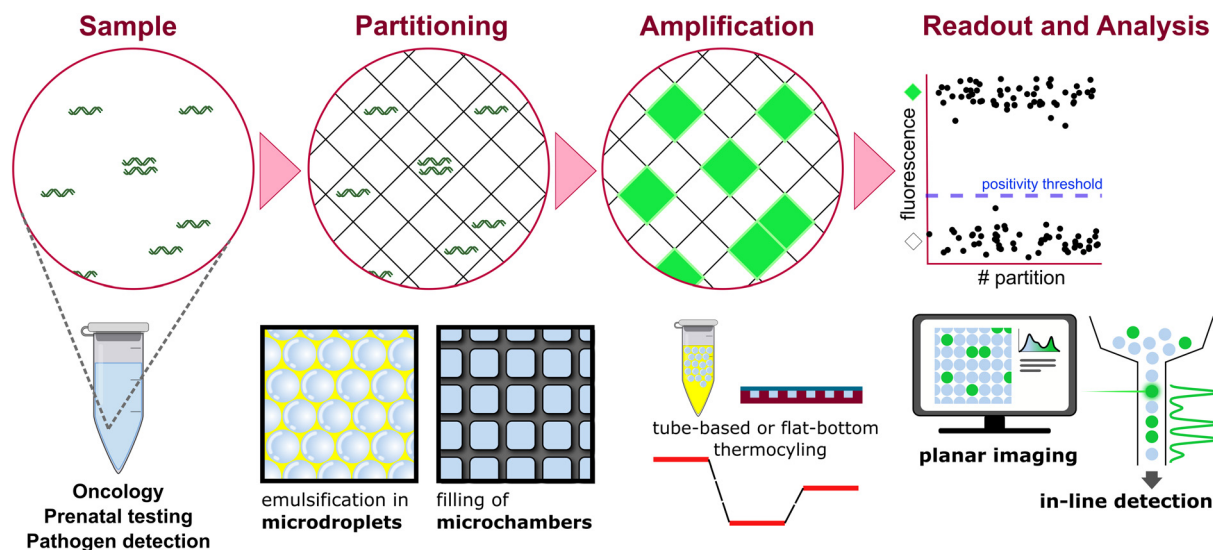 Sample
Partitioning
Amplification
Readout and Analysis
fluorescence
positivity threshold
# partition
Oncology
Prenatal testing
Pathogen detection
emulsification in
microdroplets
filling of
microchambers
tube-based or flat-bottom
thermocyling
planar imaging
in-line detection